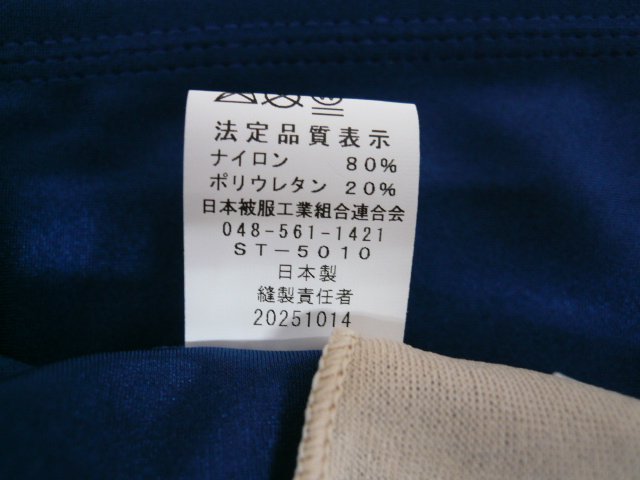 法定品質表示
ナイロン 80%
ポリウレタン 20%
日本被服工業組合連合会
048-561-1421
ST-5010
日本製
縫製責任者
20251014